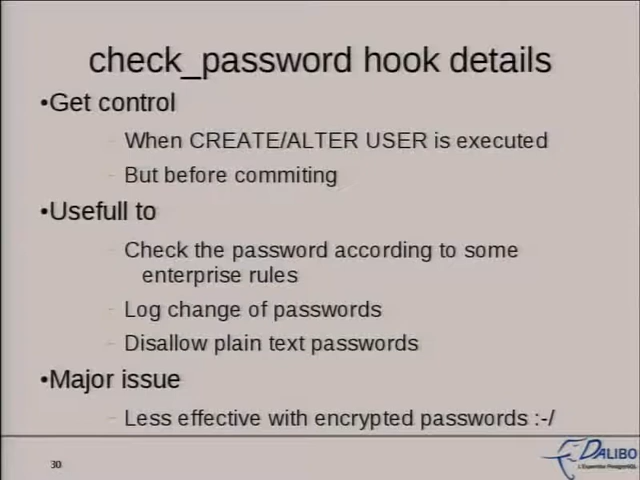 check_password hook details
•Get control
– When CREATE/ALTER USER is executed
– But before commiting
•Usefull to
– Check the password according to some
enterprise rules
– Log change of passwords
– Disallow plain text passwords
•Major issue
– Less effective with encrypted passwords :-/
30
DALIBO
L'Expertise PostgreSQL